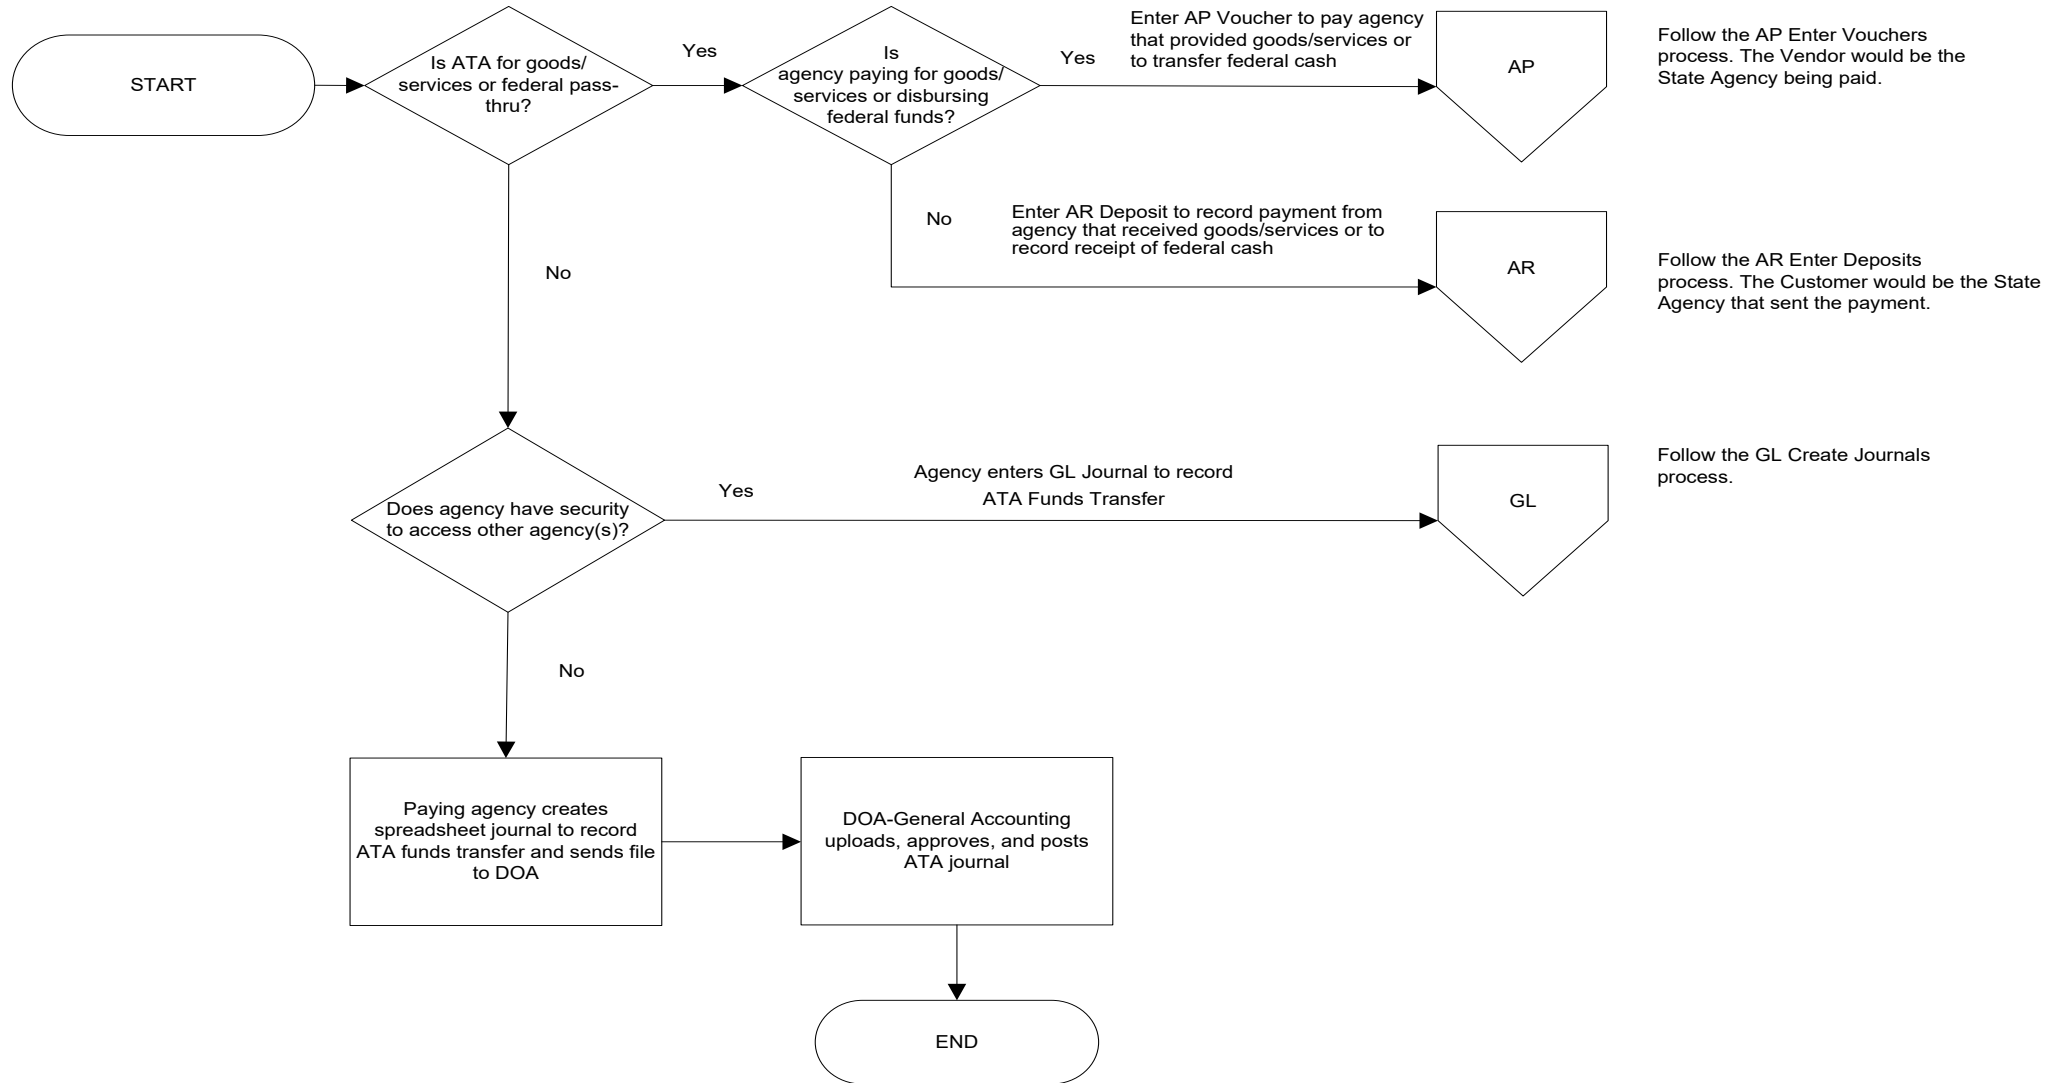 START
Is ATA for goods/
services or federal pass-
thru?
Yes
Is
agency paying for goods/
services or disbursing
federal funds?
Yes
Enter AP Voucher to pay agency
that provided goods/services or
to transfer federal cash
AP
Follow the AP Enter Vouchers
process. The Vendor would be the
State Agency being paid.
No
Enter AR Deposit to record payment from
agency that received goods/services or to
record receipt of federal cash
AR
Follow the AR Enter Deposits
process. The Customer would be the State
Agency that sent the payment.
No
Does agency have security
to access other agency(s)?
Yes
Agency enters GL Journal to record
ATA Funds Transfer
GL
Follow the GL Create Journals
process.
No
Paying agency creates
spreadsheet journal to record
ATA funds transfer and sends file
to DOA
DOA-General Accounting
uploads, approves, and posts
ATA journal
END